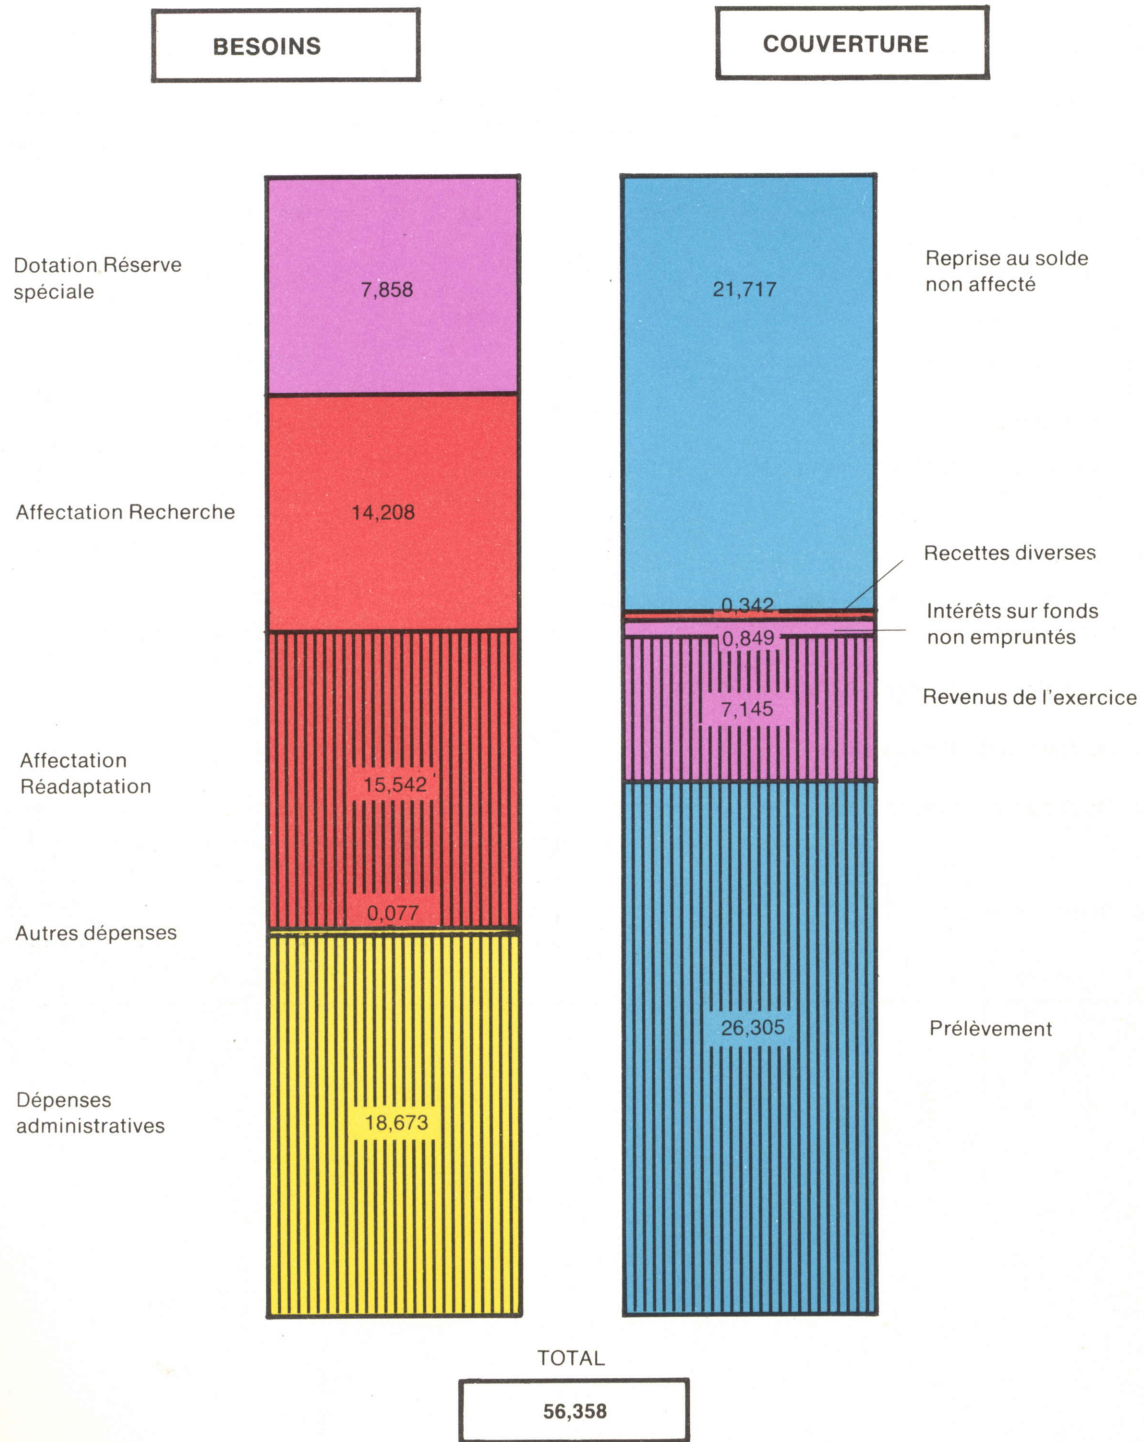 BESOINS
COUVERTURE
Dotation Réserve
spéciale
7,858
Affectation Recherche
14,208
Affectation
Réadaptation
15,542
0,077
Autres dépenses
Dépenses
administratives
18,673
21,717
Reprise au solde
non affecté
Recettes diverses
0,342
Intérêts sur fonds
non empruntés
0,849
Revenus de l'exercice
7,145
26,305
Prélèvement
TOTAL
56,358